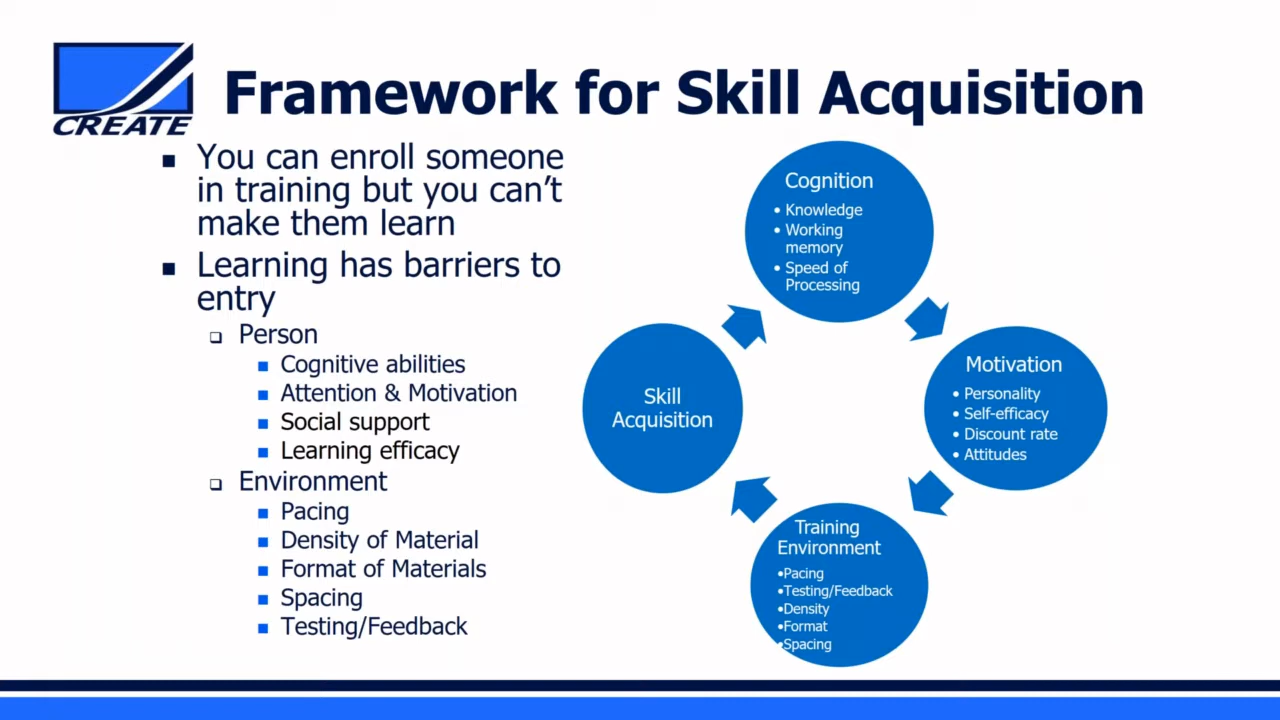 CREATE
Framework for Skill Acquisition
You can enroll someone
in training but you can’t
make them learn
Learning has barriers to
entry
Person
Cognitive abilities
Attention & Motivation
Social support
Learning efficacy
Environment
Pacing
Density of Material
Format of Materials
Spacing
Testing/Feedback
Cognition
• Knowledge
• Working
memory
• Speed of
Processing
Motivation
• Personality
• Self-efficacy
• Discount rate
• Attitudes
Training
Environment
•Pacing
•Testing/Feedback
•Density
•Format
•Spacing
Skill
Acquisition